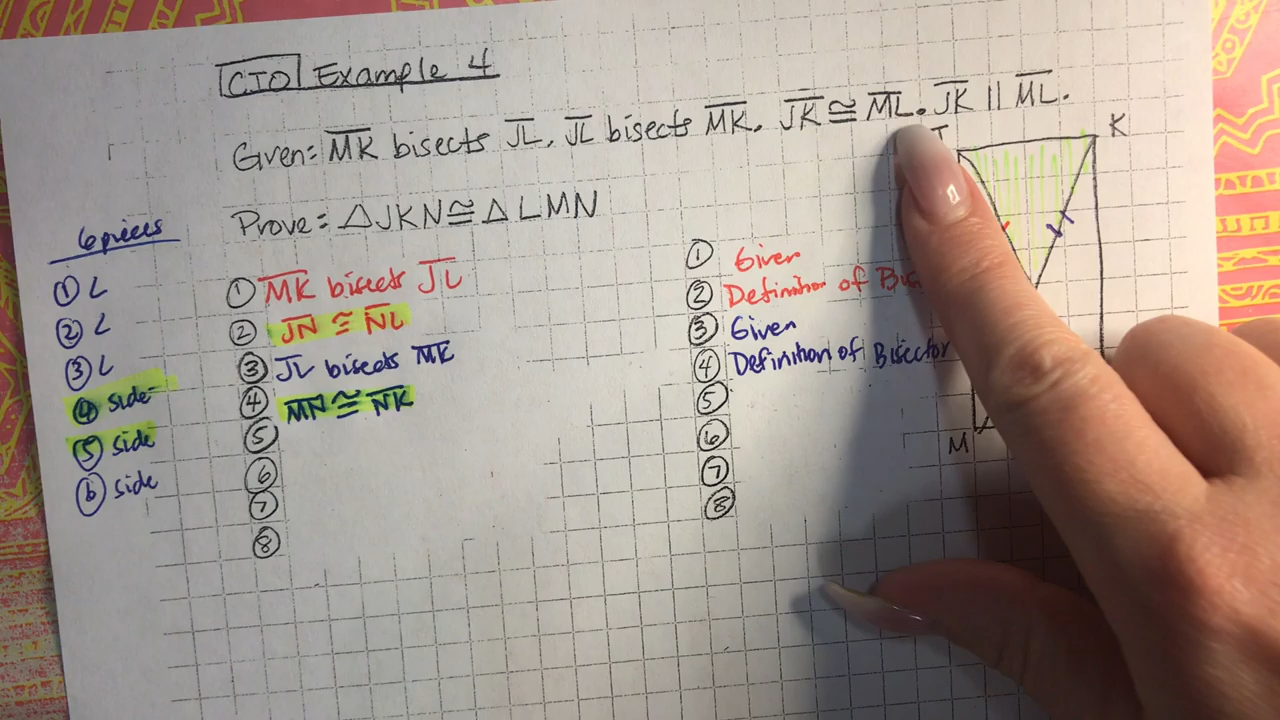 CIO Example 4
Given: MK bisects JL, JL bisects MK. JK ≅ ML. JK || ML.
K
Prove: △JKN ≅ △LMN
6 pieces
① ∠
② ∠
③ ∠
④ side
⑤ side
⑥ side
① MK bisects JL
② JN ≅ NL
③ JL bisects MK
④ MN ≅ NK
⑤
⑥
⑦
⑧
① Given
② Definition of
③ Given
④ Definition of Bisector
⑤
⑥
⑦
⑧
M